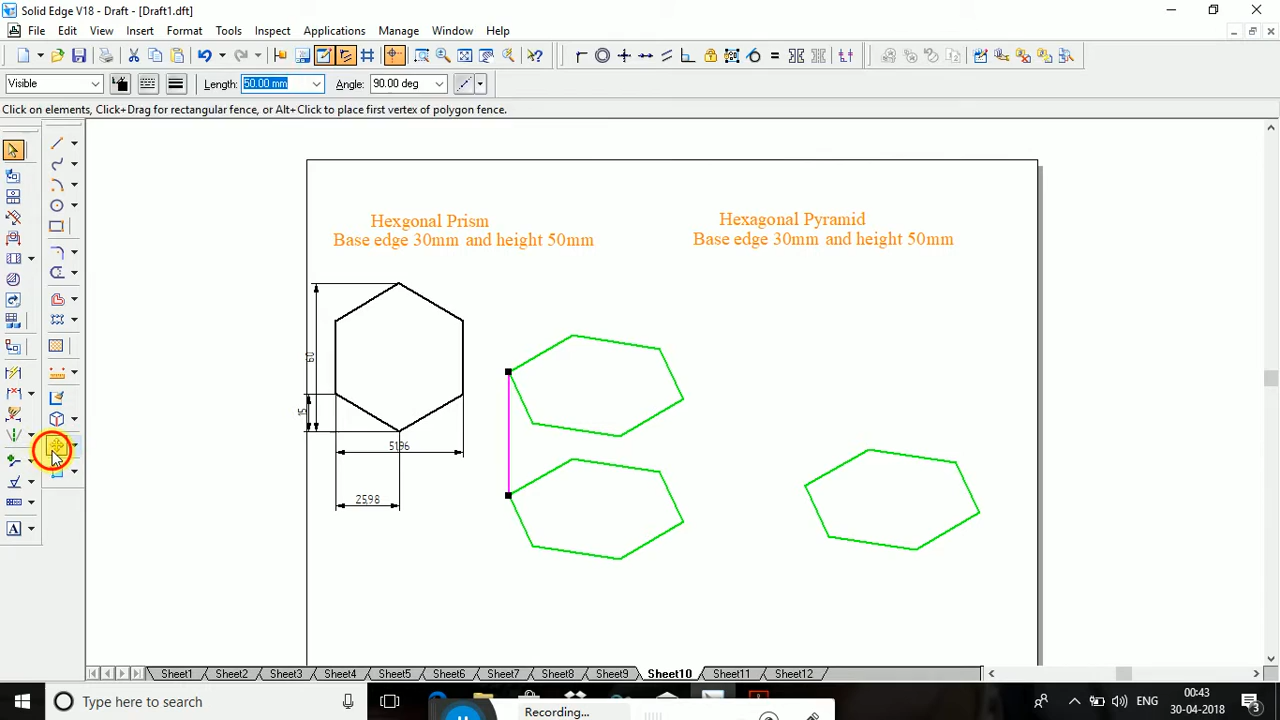 Solid Edge V18 - Draft - [Draft1.dft]
File Edit View Insert Format Tools Inspect Applications Manage Window Help
Visible Length: 50.00 mm Angle: 90.00 deg
Click on elements, Click+Drag for rectangular fence, or Alt+Click to place first vertex of polygon fence.
Hexgonal Prism
Base edge 30mm and height 50mm
Hexagonal Pyramid
Base edge 30mm and height 50mm
60
15
51,96
25,98
A
Sheet1 Sheet2 Sheet3 Sheet4 Sheet5 Sheet6 Sheet7 Sheet8 Sheet9 Sheet10 Sheet11 Sheet12
Type here to search
Recording...
ENG
00:43
30-04-2018
3